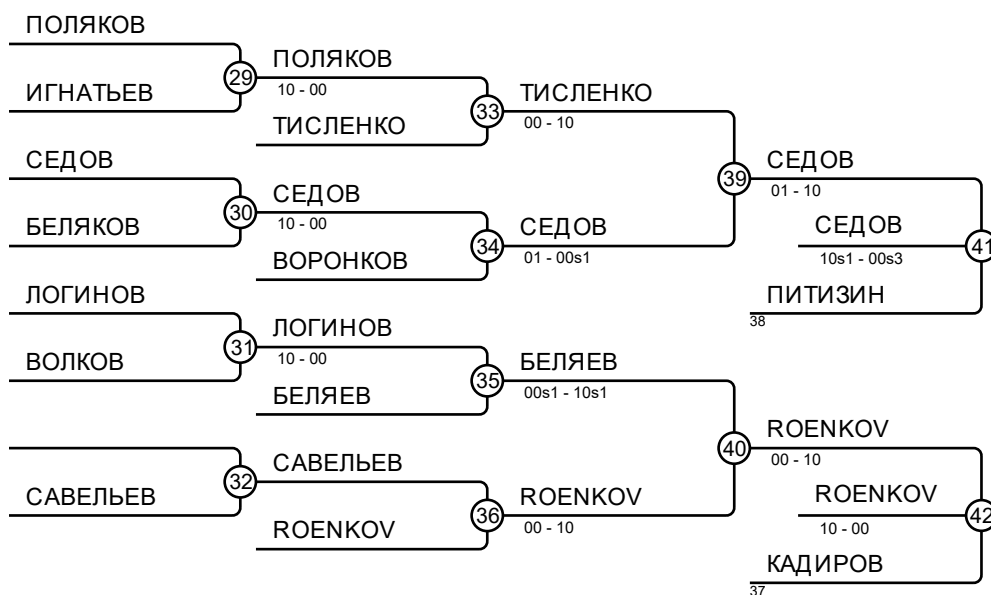 ПОЛЯКОВ
29
ПОЛЯКОВ
10 - 00
ИГНАТЬЕВ
33
ТИСЛЕНКО
00 - 10
ТИСЛЕНКО
СЕДОВ
39
СЕДОВ
01 - 10
30
СЕДОВ
10 - 00
БЕЛЯКОВ
34
СЕДОВ
01 - 00s1
СЕДОВ
10s1 - 00s3
41
ВОРОНКОВ
ЛОГИНОВ
ПИТИЗИН
38
31
ЛОГИНОВ
10 - 00
ВОЛКОВ
35
БЕЛЯЕВ
00s1 - 10s1
БЕЛЯЕВ
40
ROENKOV
00 - 10
32
САВЕЛЬЕВ
САВЕЛЬЕВ
36
ROENKOV
00 - 10
ROENKOV
10 - 00
42
ROENKOV
КАДИРОВ
37